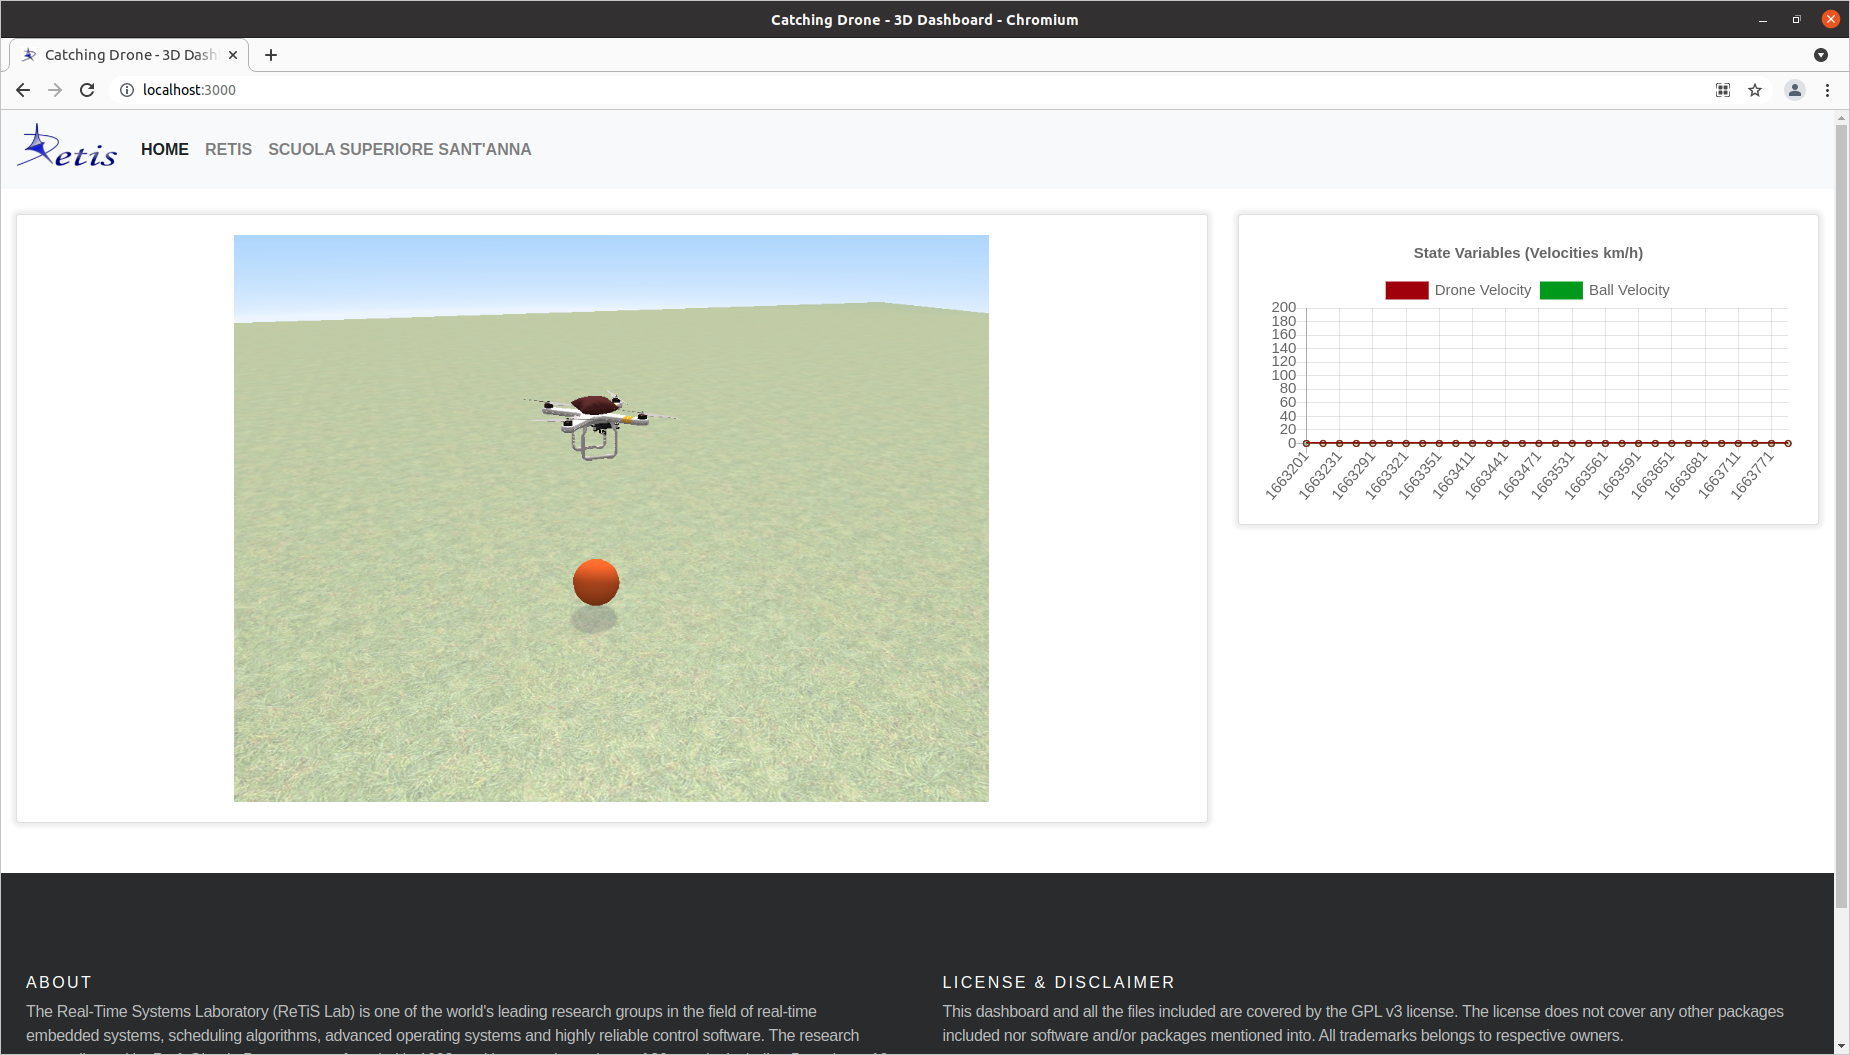 Catching Drone - 3D Dashboard - Chromium
Catching Drone - 3D Dash
localhost:3000
Retis
HOME RETIS SCUOLA SUPERIORE SANT'ANNA
State Variables (Velocities km/h)
Drone Velocity Ball Velocity
200
180
160
140
120
100
80
60
40
20
0
1663201 1663231 1663291 1663321 1663351 1663411 1663441 1663471 1663531 1663561 1663591 1663651 1663681 1663711 1663771
ABOUT
The Real-Time Systems Laboratory (ReTiS Lab) is one of the world's leading research groups in the field of real-time
embedded systems, scheduling algorithms, advanced operating systems and highly reliable control software. The research
LICENSE & DISCLAIMER
This dashboard and all the files included are covered by the GPL v3 license. The license does not cover any other packages
included nor software and/or packages mentioned into. All trademarks belongs to respective owners.